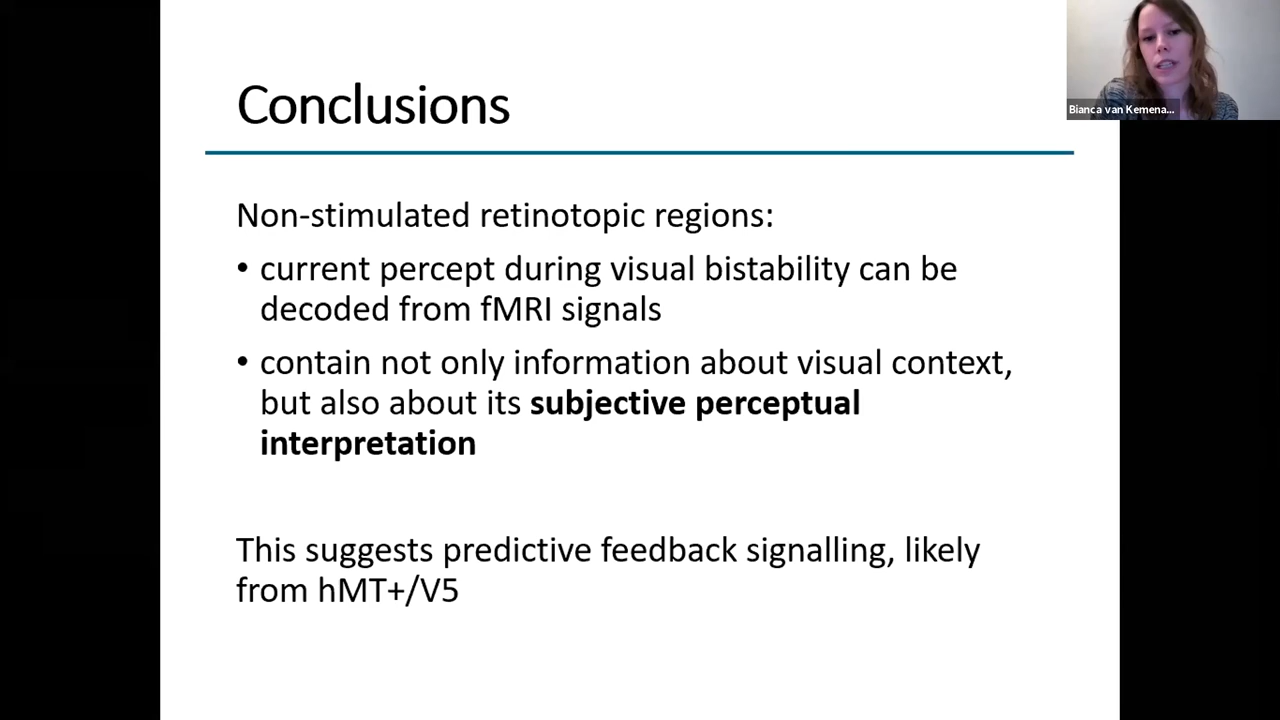 Conclusions
Bianca van Kemena...
Non-stimulated retinotopic regions:
• current percept during visual bistability can be
decoded from fMRI signals
• contain not only information about visual context,
but also about its subjective perceptual
interpretation
This suggests predictive feedback signalling, likely
from hMT+/V5